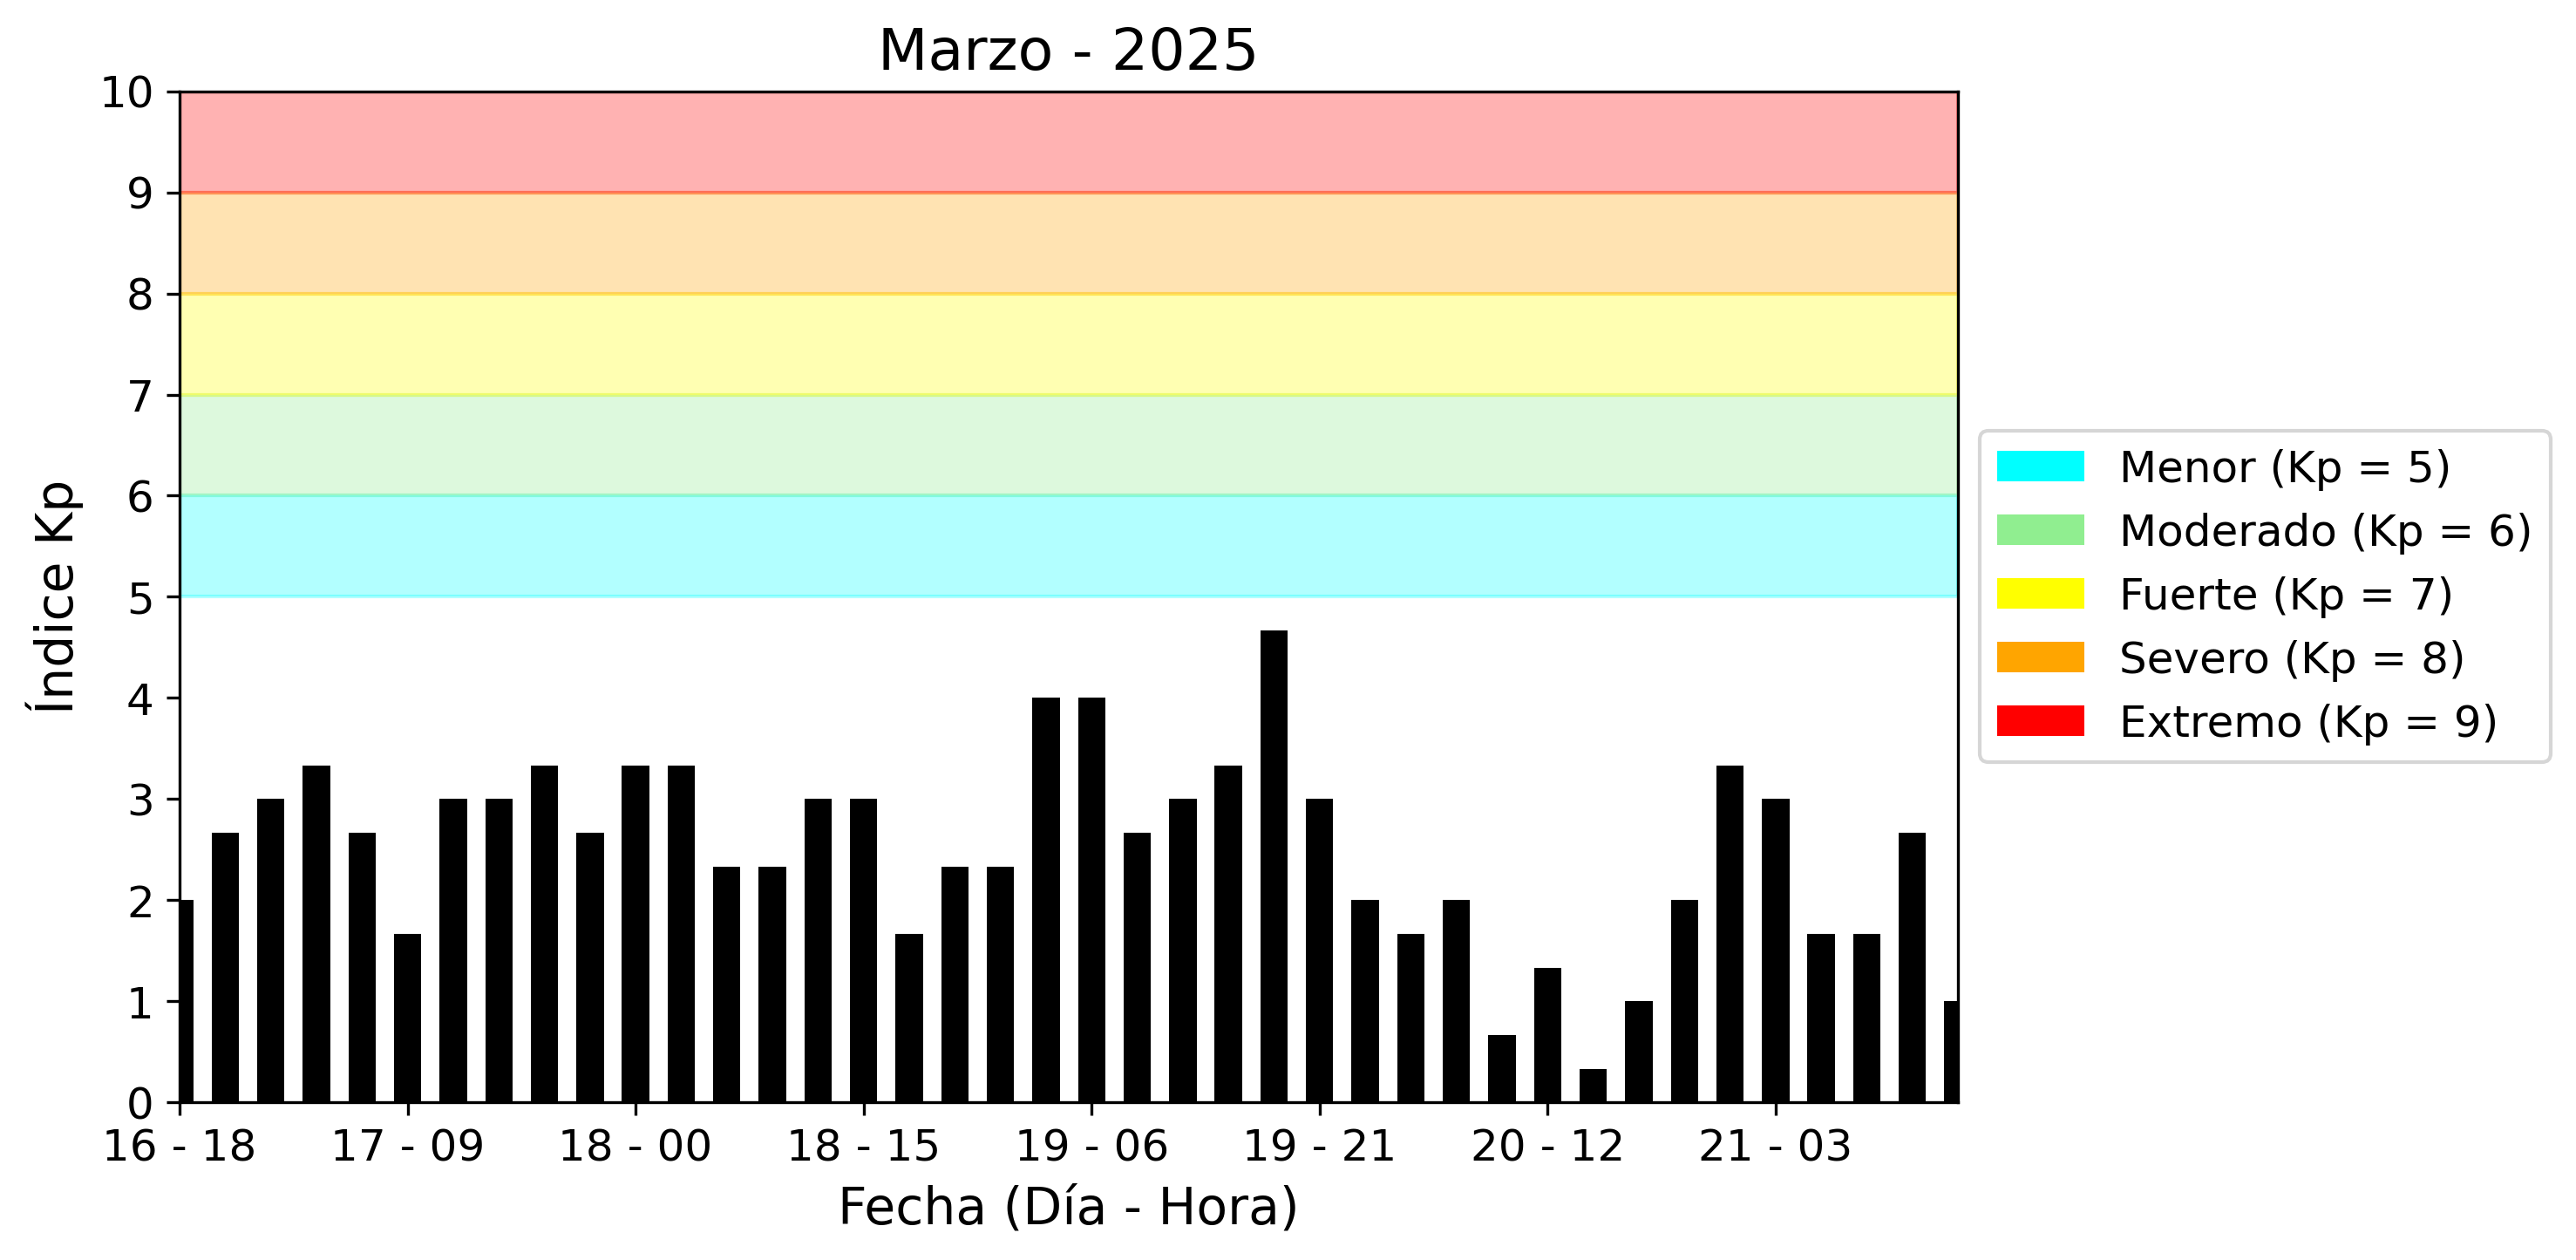 Marzo - 2025
10
9
8
7
6
5
4
3
2
1
0
Índice Kp
16 - 18
17 - 09
18 - 00
18 - 15
19 - 06
19 - 21
20 - 12
21 - 03
Fecha (Día - Hora)
Menor (Kp = 5)
Moderado (Kp = 6)
Fuerte (Kp = 7)
Severo (Kp = 8)
Extremo (Kp = 9)